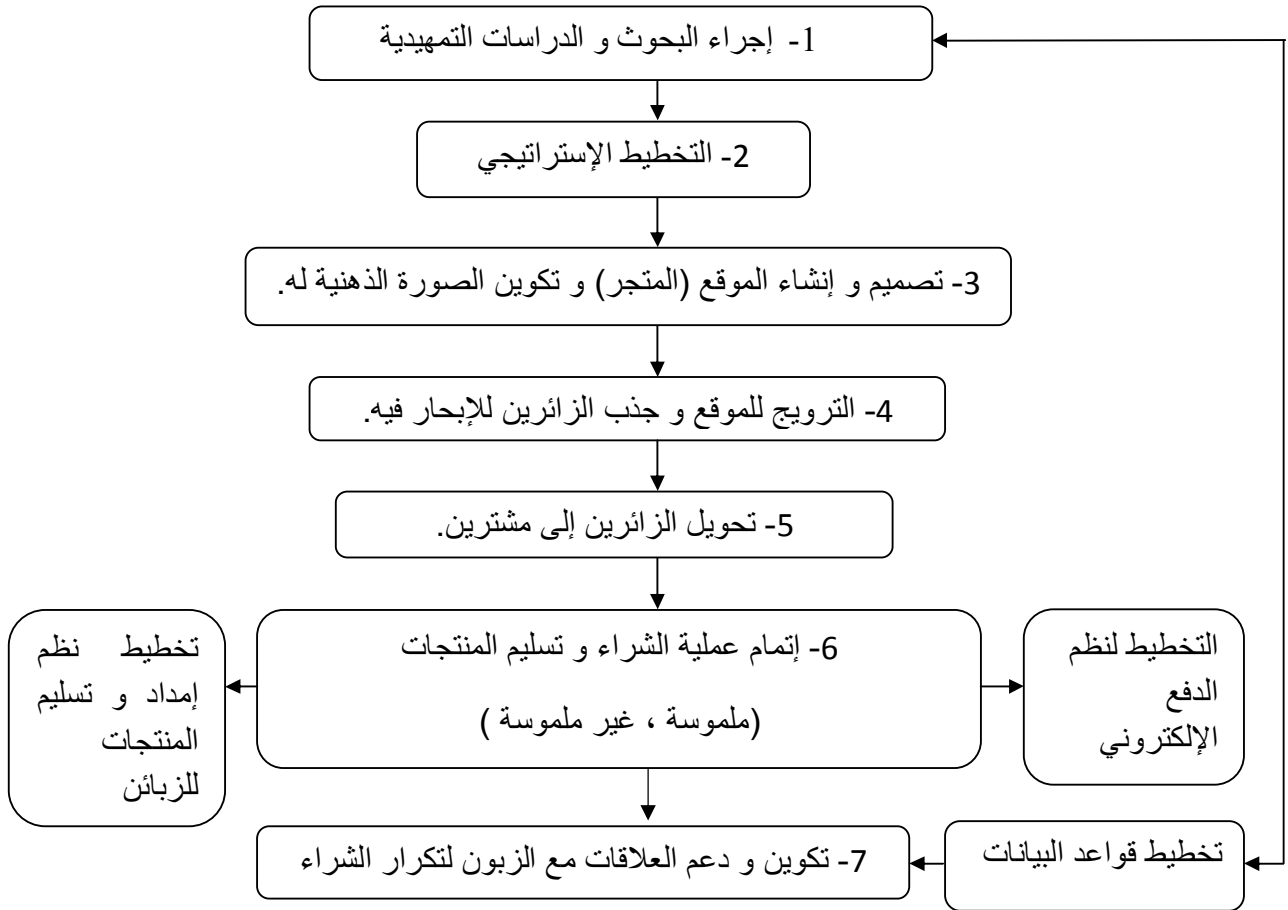 1- إجراء البحوث و الدراسات التمهيدية
2- التخطيط الإستراتيجي
3- تصميم و إنشاء الموقع (المتجر) و تكوين الصورة الذهنية له.
4- الترويج للموقع و جذب الزائرين للإبحار فيه.
5- تحويل الزائرين إلى مشترين.
6- إتمام عملية الشراء و تسليم المنتجات
(ملموسة ، غير ملموسة )
التخطيط لنظم
الدفع
الإلكتروني
تخطيط نظم
إمداد و تسليم
المنتجات
للزبائن
تخطيط قواعد البيانات
7- تكوين و دعم العلاقات مع الزبون لتكرار الشراء